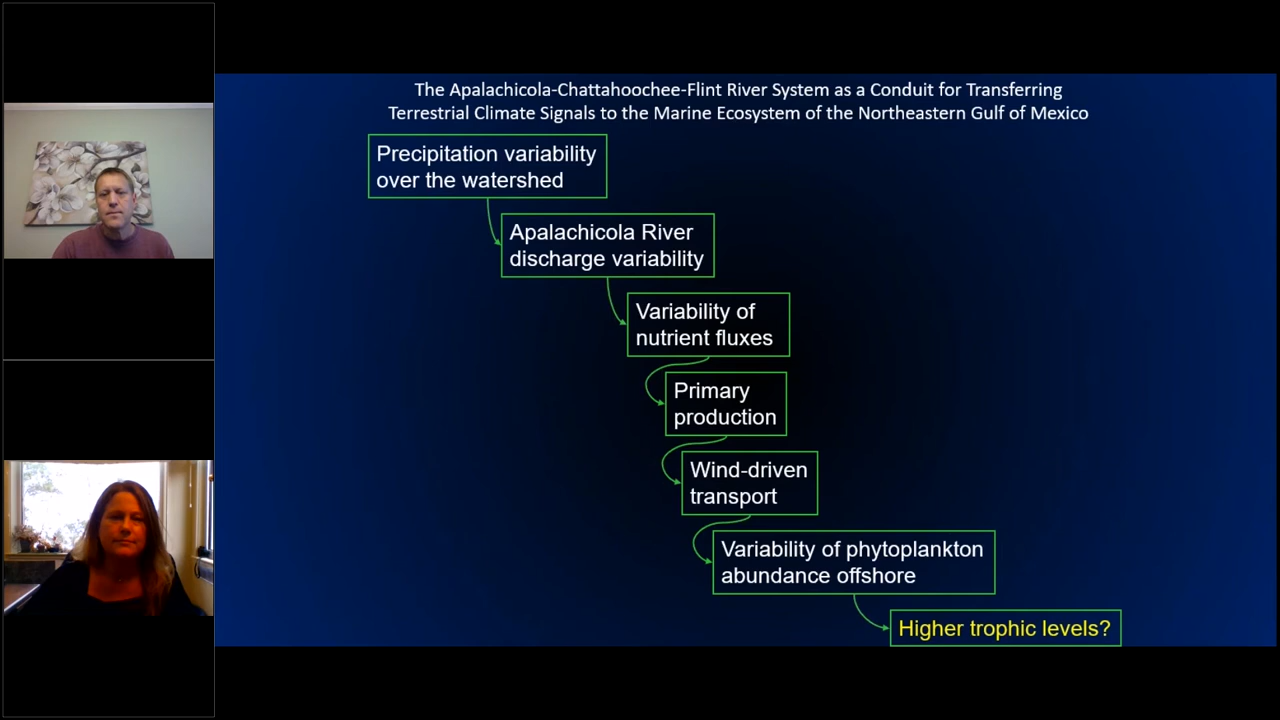 The Apalachicola-Chattahoochee-Flint River System as a Conduit for Transferring
Terrestrial Climate Signals to the Marine Ecosystem of the Northeastern Gulf of Mexico
Precipitation variability
over the watershed
Apalachicola River
discharge variability
Variability of
nutrient fluxes
Primary
production
Wind-driven
transport
Variability of phytoplankton
abundance offshore
Higher trophic levels?